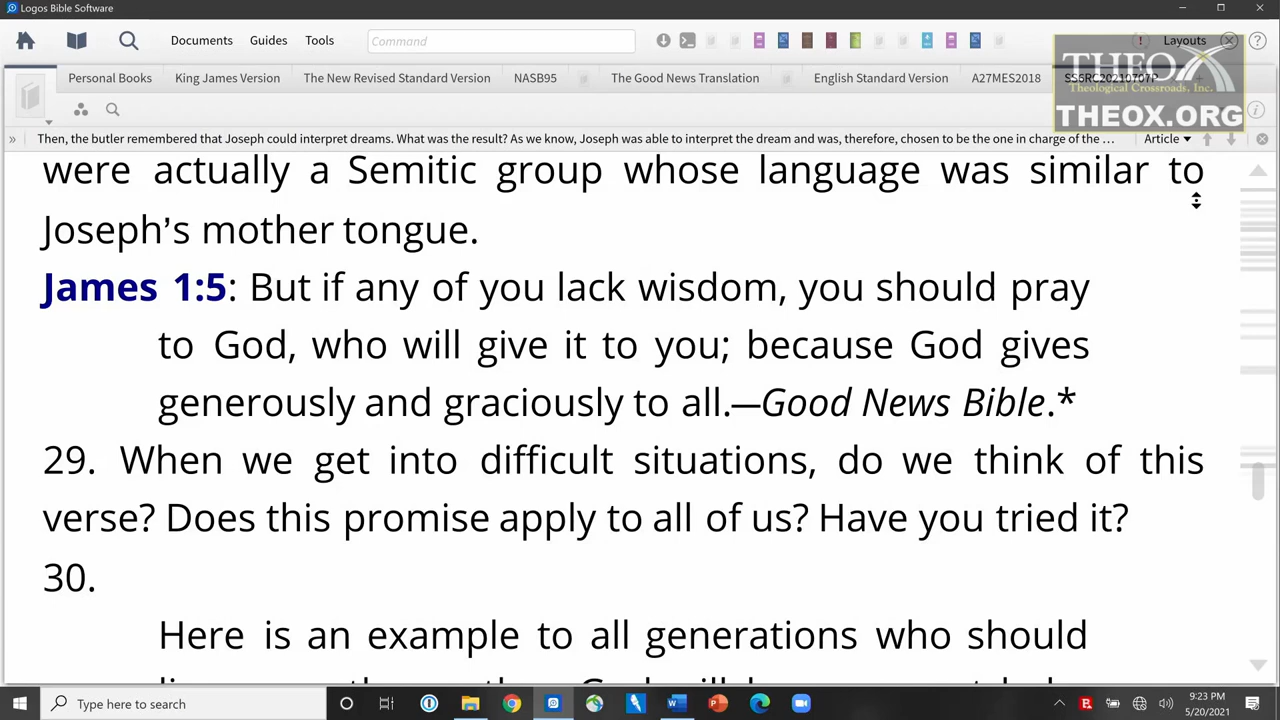 Logos Bible Software
Documents Guides Tools Command Layouts
THEOX
Theological Crossroads, Inc.
THEOX.ORG
Personal Books King James Version The New Revised Standard Version NASB95 The Good News Translation English Standard Version A27MES2018 SS6RC20210707P
Then, the butler remembered that Joseph could interpret dreams. What was the result? As we now, Joseph was able to interpret the dream and was, therefore, chosen to be the one in charge of the … Article
were actually a Semitic group whose language was similar to
Joseph's mother tongue.
James 1:5: But if any of you lack wisdom, you should pray
to God, who will give it to you; because God gives
generously and graciously to all.—Good News Bible.*
29. When we get into difficult situations, do we think of this
verse? Does this promise apply to all of us? Have you tried it?
30.
Here is an example to all generations who should
Type here to search
9:23 PM
5/20/2021